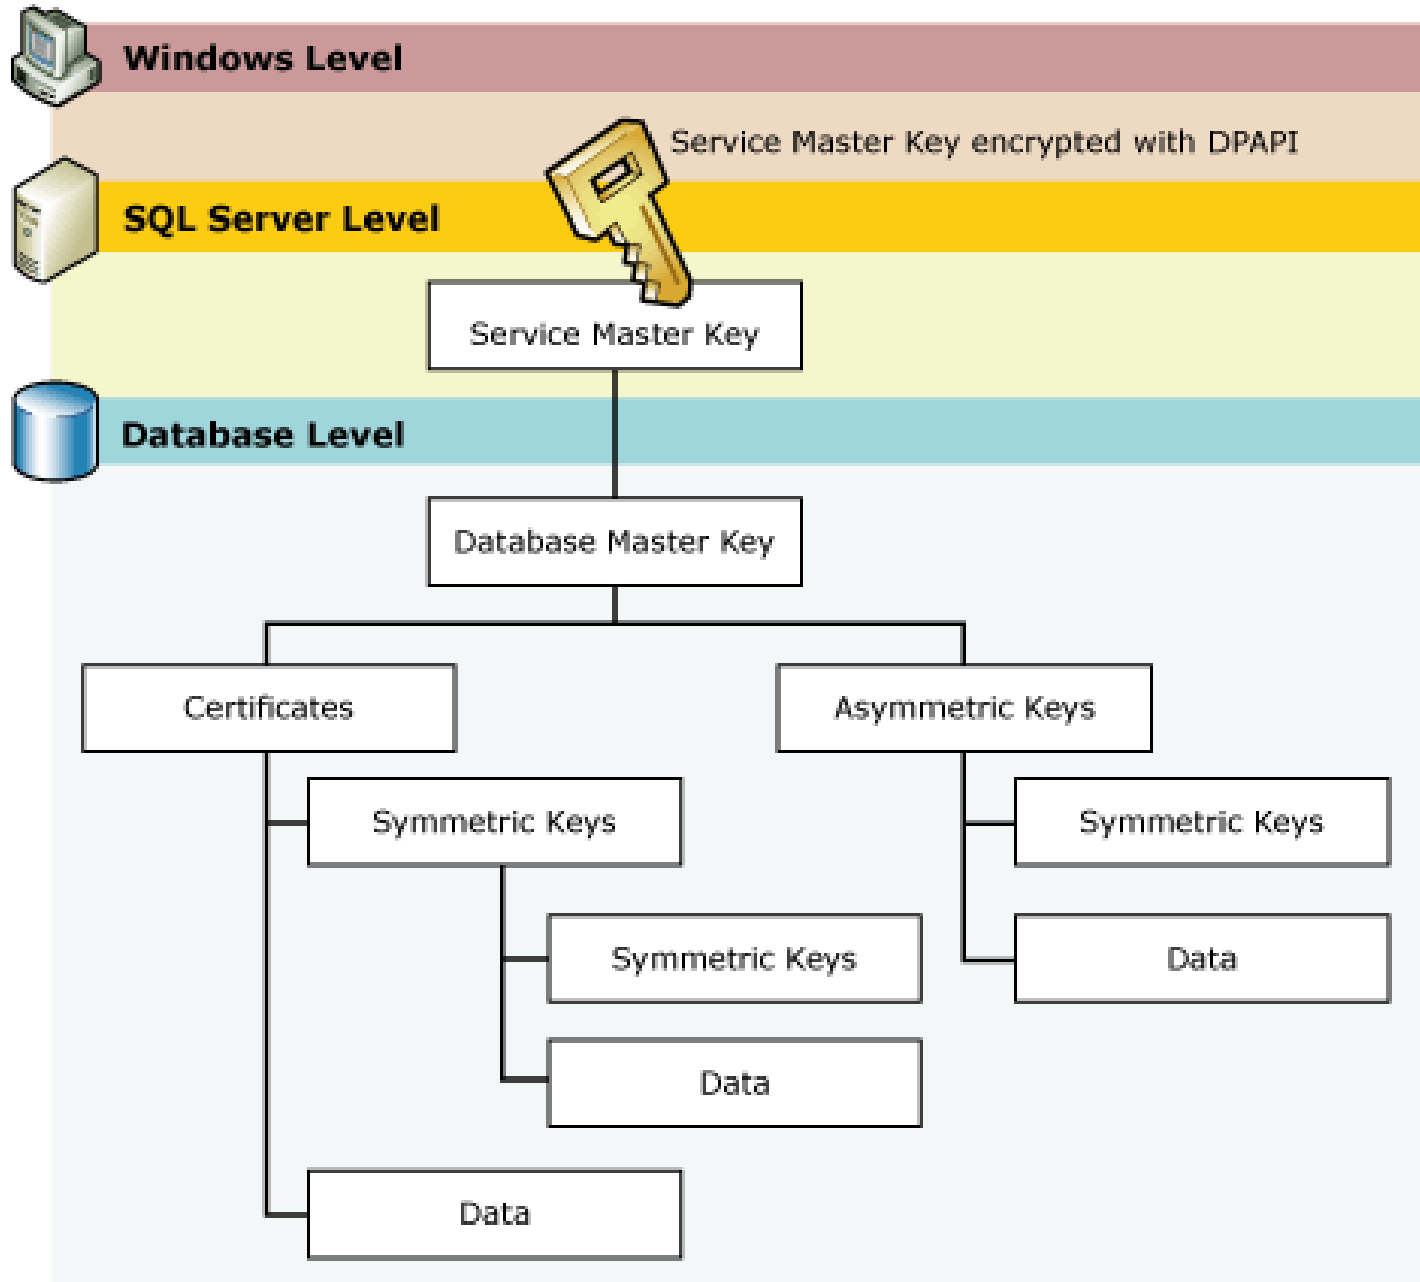 Windows Level
Service Master Key encrypted with DPAPI
SQL Server Level
Service Master Key
Database Level
Database Master Key
Certificates
Asymmetric Keys
Symmetric Keys
Symmetric Keys
Symmetric Keys
Data
Data
Data